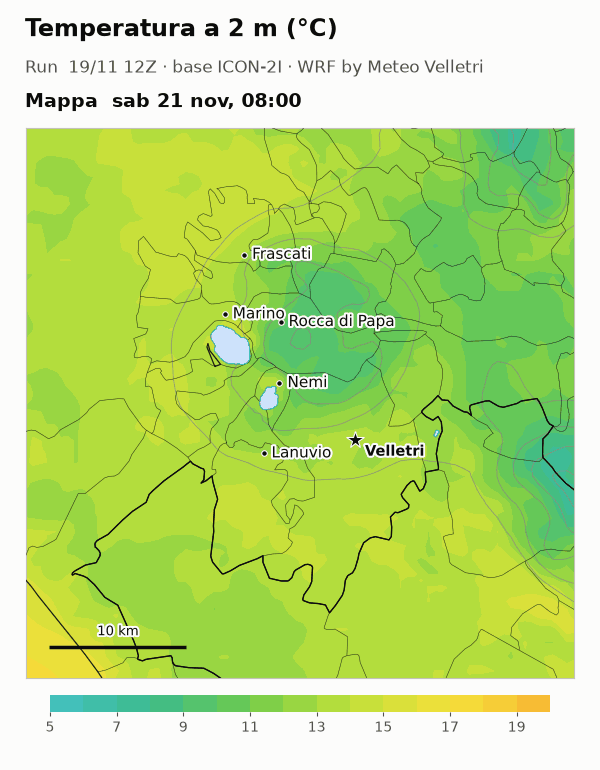 Temperatura a 2 m (°C)
Run  19/11 12Z · base ICON-2I · WRF by Meteo Velletri
Mappa  sab 21 nov, 08:00
Frascati
Marino
Rocca di Papa
Nemi
Velletri
Lanuvio
10 km
5 7 9 11 13 15 17 19